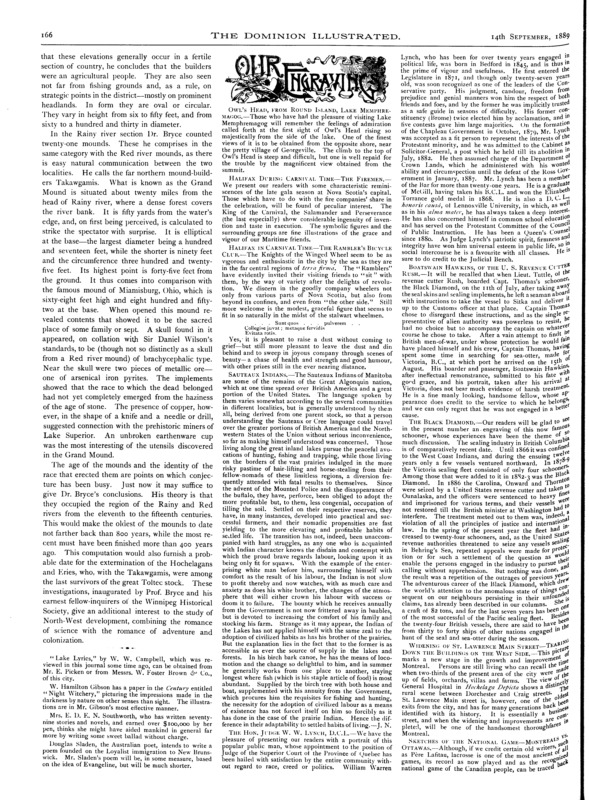 166
THE DOMINION ILLUSTRATED.
14th SEPTEMBER, 1889
that these elevations generally occur in a fertile
section of country, he concludes that the builders
were an agricultural people. They are also seen
not far from fishing grounds and, as a rule, on
strategic points in the district—mostly on prominent
headlands. In form they are oval or circular.
They vary in height from six to fifty feet, and from
sixty to a hundred and thirty in diameter.
In the Rainy river section Dr. Bryce counted
twenty-one mounds. These he comprises in the
same category with the Red river mounds, as there
is easy natural communication between the two
localities. He calls the far northern mound-build-
ers Takawgamis. What is known as the Grand
Mound is situated about twenty miles from the
head of Rainy river, where a dense forest covers
the river bank. It is fifty yards from the water's
edge, and, on first being perceived, is calculated to
strike the spectator with surprise. It is elliptical
at the base—the largest diameter being a hundred
and seventeen feet, while the shorter is ninety feet
and the circumference three hundred and twenty-
five feet. Its highest point is forty-five feet from
the ground. It thus comes into comparison with
the famous mound of Miamisburg, Ohio, which is
sixty-eight feet high and eight hundred and fifty-
two at the base. When opened this mound re-
vealed contents that showed it to be the sacred
place of some family or sept. A skull found in it
appeared, on collation with Sir Daniel Wilson's
standards, to be (though not so distinctly as a skull
from a Red river mound) of brachycephalic type.
Near the skull were two pieces of metallic ore—
one of arsenical iron pyrites. The implements
showed that the race to which the dead belonged
had not yet completely emerged from the haziness
of the age of stone. The presence of copper, how-
ever, in the shape of a knife and a needle or drill,
suggested connection with the prehistoric miners of
Lake Superior. An unbroken earthenware cup
was the most interesting of the utensils discovered
in the Grand Mound.
The age of the mounds and the identity of the
race that erected them are points on which conjec-
ture has been busy. Just now it may suffice to
give Dr. Bryce's conclusions. His theory is that
they occupied the region of the Rainy and Red
rivers from the eleventh to the fifteenth centuries.
This would make the oldest of the mounds to date
not farther back than 800 years, while the most re-
cent must have been finished more than 400 years
ago. This computation would also furnish a prob-
able date for the extermination of the Hochelagans
and Eries, who, with the Takawgamis, were among
the last survivors of the great Toltec stock. These
investigations, inaugurated by Prof. Bryce and his
earnest fellow-inquirers of the Winnipeg Historical
Society, give an additional interest to the study of
North-West development, combining the romance
of science with the romance of adventure and
colonization.
"Lake Lyrics," by W. W. Campbell, which was re-
viewed in this journal some time ago, can be obtained from
Mr. E. Picken or from Messrs. W. Foster Brown & Co.,
of this city.
W. Hamilton Gibson has a paper in the Century entitled
"Night Witchery," picturing the impressions made in the
darkness by nature on other senses than sight. The illustra-
tions are in Mr. Gibson's most effective manner.
Mrs. E. D. E. N. Southworth, who has written seventy-
nine stories and novels, and earned over $200,000 by her
pen, thinks she might have aided mankind in general far
more by writing some sweet ballad without charge.
Douglas Sladen, the Australian poet, intends to write a
poem founded on the Loyalist immigration to New Bruns-
wick. Mr. Sladen's poem will be, in some measure, based
on the idea of Evangeline, but will be much shorter.
OUR Engravings
OWL'S HEAD, FROM ROUND ISLAND, LAKE MEMPHRE-
MAGOG.—Those who have had the pleasure of visiting Lake
Memphremagog will remember the feelings of admiration
called forth at the first sight of Owl's Head rising so
majestically from the side of the lake. One of the finest
views of it is to be obtained from the opposite shore, near
the pretty village of Georgeville. The climb to the top of
Owl's Head is steep and difficult, but one is well repaid for
the trouble by the magnificent view obtained from the
summit.
HALIFAX DURING CARNIVAL TIME—THE FIREMEN,—
We present our readers with some characteristic remini-
scences of the late gala season at Nova Scotia's capital.
Those which have to do with the fire companies' share in
the celebration, will be found of peculiar interest. The
King of the Carnival, the Salamander and Perseverance
(the last especially) show considerable ingenuity of inven-
tion and taste in execution. The symbolic figures and the
surrounding groups are fine illustrations of the grace and
vigour of our Maritime friends.
HALIFAX IN CARNIVAL TIME—THE RAMBLER'S BICYCLE
CLUB.—The Knights of the Winged Wheel seem to be as
vigorous and enthusiastic in the city by the sea as they are
in the far central regions of terra firma. The "Ramblers"
have evidently invited their visiting friends to "sit" with
them, by the way of variety after the delights of revolu-
tion. We discern in the goodly company wheelers not
only from various parts of Nova Scotia, but also from
beyond its confines, and even from "the other side." Still
more welcome is the modest, graceful figure that seems to
fit in so naturally in the midst of the stalwart wheelmen.
Sunt quos . . . pulverem . .
Collegisse juvat ; metaque fervidis
Evitata rotis.
Yes, it is pleasant to raise a dust without coming to
grief—but still more pleasant to leave the dust and din
behind and to sweep in joyous company through scenes of
beauty—a chase of health and strength and good humour,
with other prizes still in the ever nearing distance.
SAUTEAUX INDIANS.—The Sauteaux Indians of Manitoba
are some of the remains of the Great Algonquin nation,
which at one time spread over British America and a great
portion of the United States. The language spoken by
them varies somewhat according to the several communities
in different localities, but is generally understood by them
all, being derived from one parent stock, so that a person
understanding the Sauteaux or Cree language could travel
over the greater portions of British America and the North-
western States of the Union without serious inconvenience,
so far as making himself understood was concerned. Those
living along the great inland lakes pursue the peaceful avo-
cations of hunting, fishing and trapping, while those living
on the borders of the vast prairies indulged in the more
risky pastime of hair-lifting and horse-stealing from their
fellow nomads of these limitless regions, a diversion fre-
quently attended with fatal results to themselves. Since
the advent of the Mounted Police and the disappearance of
the buffalo, they have, perforce, been obliged to adopt the
more profitable but, to them, less congenial, occupation of
tilling the soil. Settled on their respective reserves, they
have, in many instances, developed into practical and suc-
cessful farmers, and their nomadic propensities are fast
yielding to the more elevating and profitable habits of
settled life. The transition has not, indeed, been unaccom-
panied with hard struggles, as any one who is acquainted
with Indian character knows the disdain and contempt with
which the proud brave regards labour, looking upon it as
being only fit for squaws. With the example of the enter-
prising white man before him, surrounding himself with
comfort as the result of his labour, the Indian is not slow
to profit thereby and now watches, with as much care and
anxiety as does his white brother, the changes of the atmos-
phere that will either crown his labour with success or
doom it to failure. The bounty which he receives annually
from the Government is not now frittered away in baubles,
but is devoted to increasing the comfort of his family and
stocking his farm. Strange as it may appear, the Indian of
the Lakes has not applied himself with the same zeal to the
adoption of civilized habits as has his brother of the prairies.
But the explanation lies in the fact that to the former is as
accessible as ever the source of supply in the lakes and
forests. In his birch bark canoe, he has the means of loco-
motion and the change so delightful to him, and in summer
he generally works from one place to another, staying
longest where fish (which is his staple article of food) is most
abundant. Supplied by the birch tree with both house and
boat, supplemented with his annuity from the Government,
which procures him the requisites for fishing and hunting,
the necessity for the adoption of civilized labour as a means
of existence has not forced itself on him so forcibly as it
has done in the case of the prairie Indian. Hence the dif-
ference in their adaptability to settled habits of living.—J. N.
THE HON. JUDGE W. W. LYNCH, D.C.L.—We have the
pleasure of presenting our readers with a portrait of this
popular public man, whose appointment to the position of
Judge of the Superior Court of the Province of Quebec has
been hailed with satisfaction by the entire community with-
out regard to race, creed or politics. William Warren
Lynch, who has been for over twenty years engaged in
political life, was born in Bedford in 1845, and is thus in
the prime of vigour and usefulness. He first entered the
Legislature in 1871, and though only twenty-seven years
old, was soon recognized as one of the leaders of the Con-
servative party. His judgment, candour, freedom from
prejudice and genial manners won him the respect of both
friends and foes, and by the former he was implicitly trusted
as a safe guide in seasons of difficulty. His former con-
stituency (Brome) twice elected him by acclamation, and in
five contests gave him large majorities. On the formation
of the Chapleau Government in October, 1879, Mr. Lynch
was accepted as a fit person to represent the interests of the
Protestant minority, and he was admitted to the Cabinet as
Solicitor-General, a post which he held till its abolition in
July, 1882. He then assumed charge of the Department of
Crown Lands, which he administered with his wonted
ability and circumspection until the defeat of the Ross Gov-
ernment in January, 1887. Mr. Lynch has been a member
of the Bar for more than twenty-one years. He is a graduate
of McGill, having taken his B.C.L. and won the Elizabeth
Torrance gold medal in 1868. He is also a D.C.L.,
honoris causâ, of Lennoxville University, in which, as well
as in his alma mater, he has always taken a deep interest.
He has also concerned himself in common school education
and has served on the Protestant Committee of the Council
of Public Instruction. He has been a Queen's Counsel
since 1880. As Judge Lynch's patriotic spirit, firmness and
integrity have won him universal esteem in public life, so in
social intercourse he is a favourite with all classes. He is
sure to do credit to the Judicial Bench.
BOATSWAIN HAWKINS, OF THE U. S. REVENUE CUTTER
RUSH.—It will be recalled that when Lieut. Tuttle, of the
revenue cutter Rush, boarded Capt. Thomas's schooner,
the Black Diamond, on the 11th of July, after taking away
the seal skins and sealing implements, he left a seaman aboard
with instructions to take the vessel to Sitka and deliver it
up to the Customs officer at that place. Captain Thomas
chose to disregard these instructions, and as the single re-
presentative of alien authority was powerless to resist, he
had no choice but to accompany the captain on whatever
course he chose to take. After a vain attempt to find the
British men-of-war, under whose protection he would fain
have placed himself and his crew, Captain Thomas, having
spent some time in searching for sea-otter, made for
Victoria, B.C., at which port he arrived on the 15th of
August. His boarder and passenger, Boatswain Hawkins,
after ineffectual remonstrance, submitted to his fate with
good grace, and his portrait, taken after his arrival at
Victoria, does not bear much evidence of harsh treatment.
He is a fine manly looking, handsome fellow, whose ap-
pearance does credit to the service to which he belongs,
and we can only regret that he was not engaged in a better
cause.
THE BLACK DIAMOND.—Our readers will be glad to see
in the present number an engraving of this now famous
schooner, whose experiences have been the theme of so
much discussion. The sealing industry in British Columbia
is of comparatively recent date. Until 1866 it was confined
to the West Coast Indians, and during the ensuing twelve
years only a few vessels ventured northward. In 1878-9
the Victoria sealing fleet consisted of only four schooners.
Among those that were added to it in 1882-3 was the Black
Diamond. In 1886 the Carolina, Onward and Thornton
were seized by a United States revenue cutter and taken to
Ounalaska, and the officers were sentenced to heavy fines
and imprisoned for various terms, and their vessels were
not restored till the British minister at Washington had to
interfere. The treatment meted out to them was, indeed, a
violation of all the principles of justice and international
law. In the spring of the present year the fleet had in-
creased to twenty-four schooners, and, as the United States
revenue authorities threatened to seize any vessels sealing
in Behring's Sea, repeated appeals were made for protec-
tion or for such a settlement of the question as would
enable the persons engaged in the industry to pursue their
calling without apprehension. But nothing was done, and
the result was a repetition of the outrages of previous years.
The adventurous career of the Black Diamond, which drew
the world's attention to the anomalous state of things con-
sequent on our neighbours persisting in their unfounded
claims, has already been described in our columns. She is
a craft of 82 tons, and for the last seven years has been one
of the most successful of the Pacific sealing fleet. Besides
the twenty-four British vessels, there are said to have been
from thirty to forty ships of other nations engaged in the
hunt of the seal and sea-otter during the season.
WIDENING OF ST. LAWRENCE MAIN STREET—TEARING
DOWN THE BUILDINGS ON THE WEST SIDE.—This picture
marks a new stage in the growth and improvement of
Montreal. Persons are still living who can recall the time
when two-thirds of the present area of the city were made
up of fields, orchards, villas and farms. The view of the
General Hospital in Hochelaga Depicta shows a decidedly
rural scene between Dorchester and Craig streets. The
St. Lawrence Main street is, however, one of the oldest
exits from the city, and has for many generations back been
identified with its history. It is essentially a business
street, and when the widening and improvements are com-
pleted, will be one of the handsomest thoroughfares in
Montreal.
SKETCHES OF THE NATIONAL GAME—MONTREALS VS.
OTTAWAS.—Although, if we credit certain old writers, such
as Père Lafitau, lacrosse is one of the most ancient of all
games, its record as now played and as the recognized
national game of the Canadian people, can be traced back